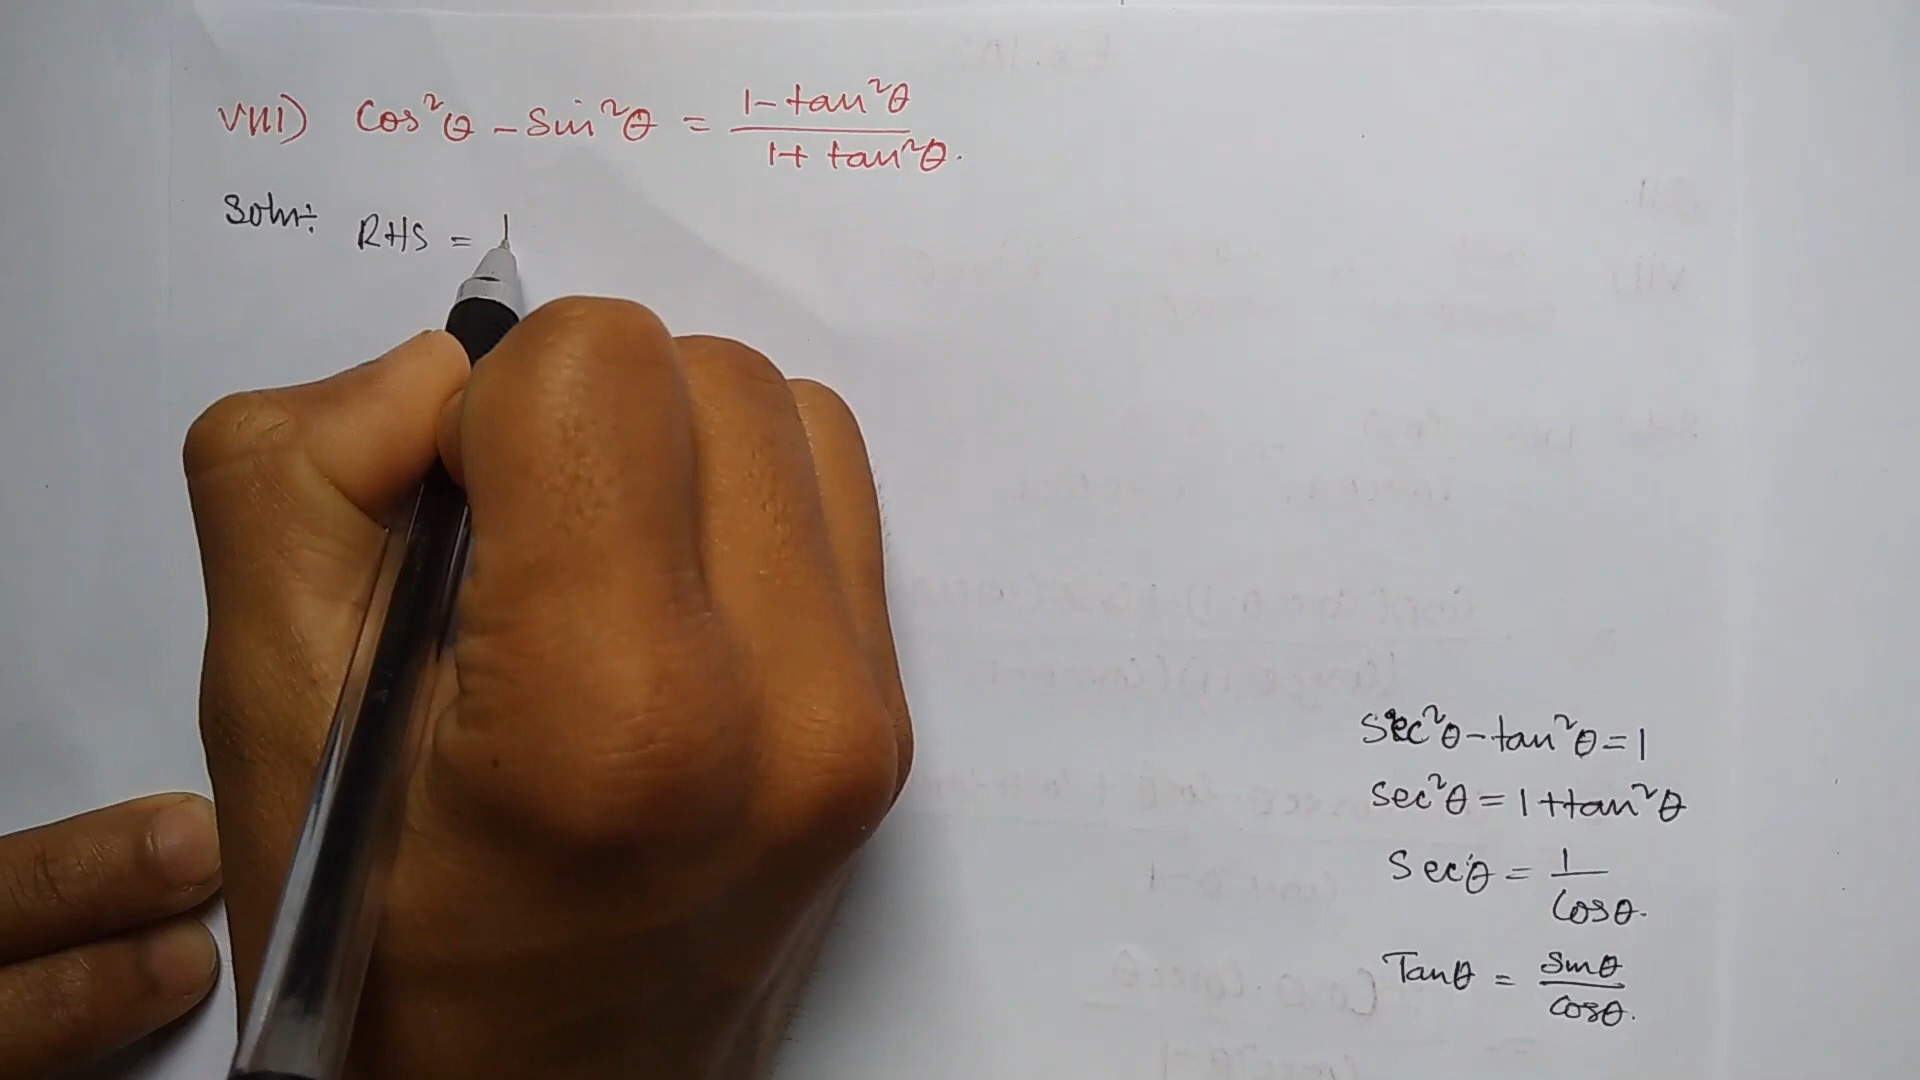 VIII) Cos²θ - Sin²θ = 1 - tan²θ / 1 + tan²θ.
Soln: RHS = 1
Sec²θ - tan²θ = 1
Sec²θ = 1 + tan²θ
Secθ = 1 / Cosθ.
Tanθ = Sinθ / Cosθ.